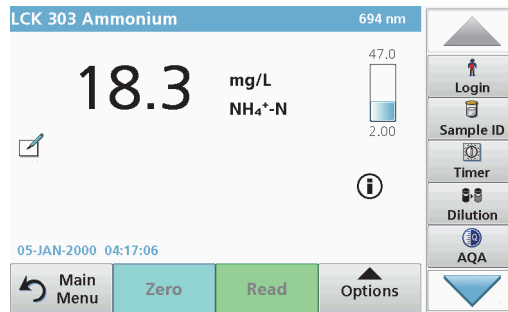 LCK 303 Ammonium 694 nm
47.0
18.3 mg/L
NH₄⁺-N
2.00
05-JAN-2000 04:17:06
Main Menu
Zero
Read
Options
Login
Sample ID
Timer
Dilution
AQA